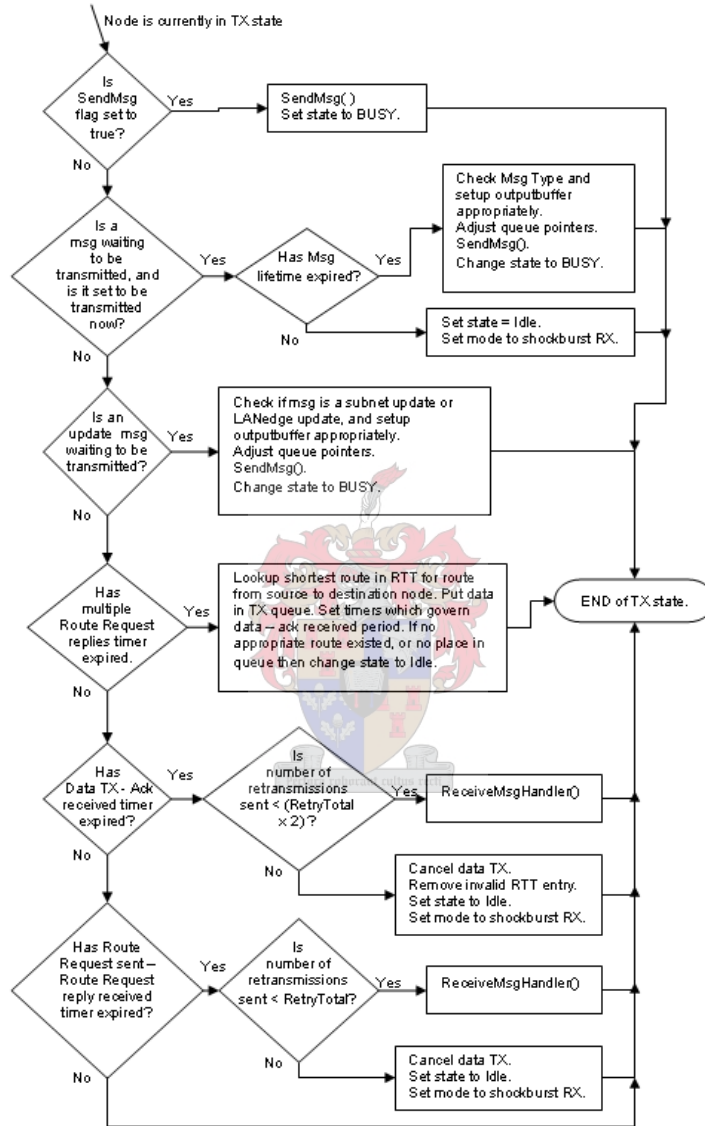 Node is currently in TX state
Is
SendMsg
flag set to
true?
Yes
No
SendMsg( )
Set state to BUSY.
Is a
msg waiting
to be
transmitted, and
is it set to be
transmitted
now?
Yes
No
Has Msg
lifetime expired?
Yes
No
Check Msg Type and
setup outputbuffer
appropriately.
Adjust queue pointers.
SendMsg().
Change state to BUSY.
Set state = Idle.
Set mode to shockburst RX.
Is an
update msg
waiting to be
transmitted?
Yes
No
Check if msg is a subnet update or
LANedge update, and setup
outputbuffer appropriately.
Adjust queue pointers.
SendMsg().
Change state to BUSY.
Has
multiple
Route Request
replies timer
expired.
Yes
No
Lookup shortest route in RTT for route
from source to destination node. Put data
in TX queue. Set timers which govern
data – ack received period. If no
appropriate route existed, or no place in
queue then change state to Idle.
END of TX state.
Has
Data TX - Ack
received timer
expired?
Yes
No
Is
number of
retransmissions
sent < (RetryTotal
x 2) ?
Yes
No
ReceiveMsgHandler()
Cancel data TX.
Remove invalid RTT entry.
Set state to Idle.
Set mode to shockburst RX.
Has Route
Request sent –
Route Request
reply received
timer expired?
Yes
No
Is
number of
retransmissions
sent < RetryTotal?
Yes
No
ReceiveMsgHandler()
Cancel data TX.
Set state to Idle.
Set mode to shockburst RX.